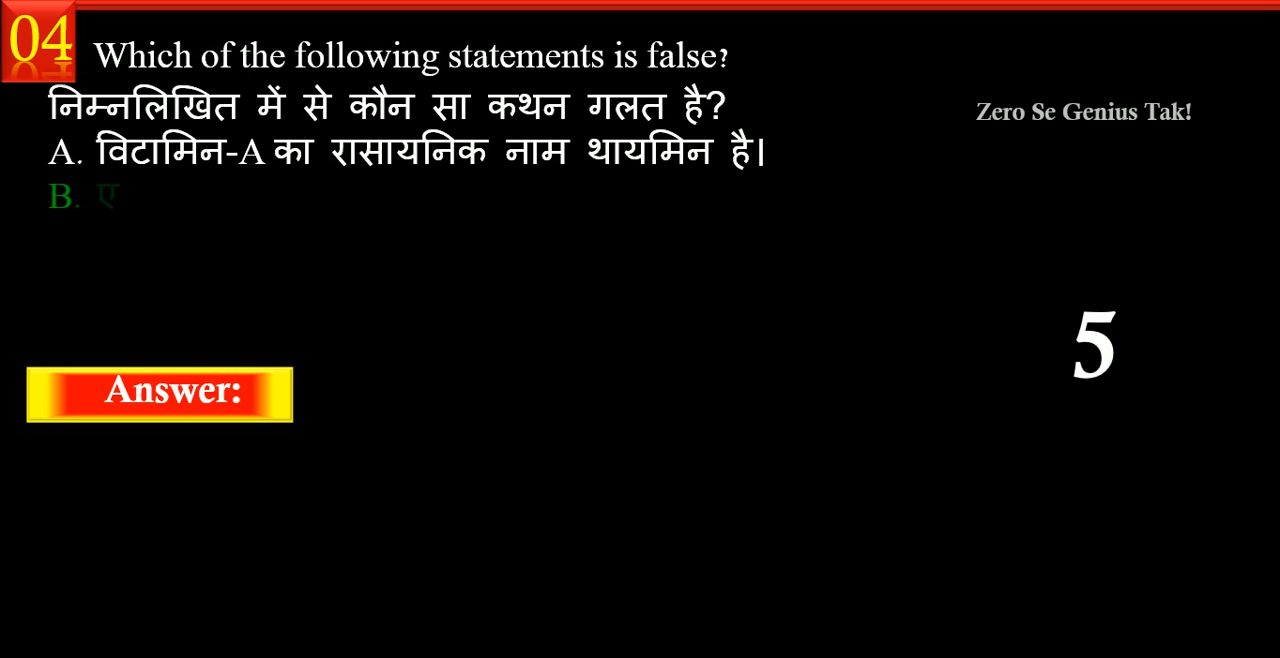 04 Which of the following statements is false?
निम्नलिखित में से कौन सा कथन गलत है?
Zero Se Genius Tak!
A. विटामिन-A का रासायनिक नाम थायमिन है।
B. ए
5
Answer: